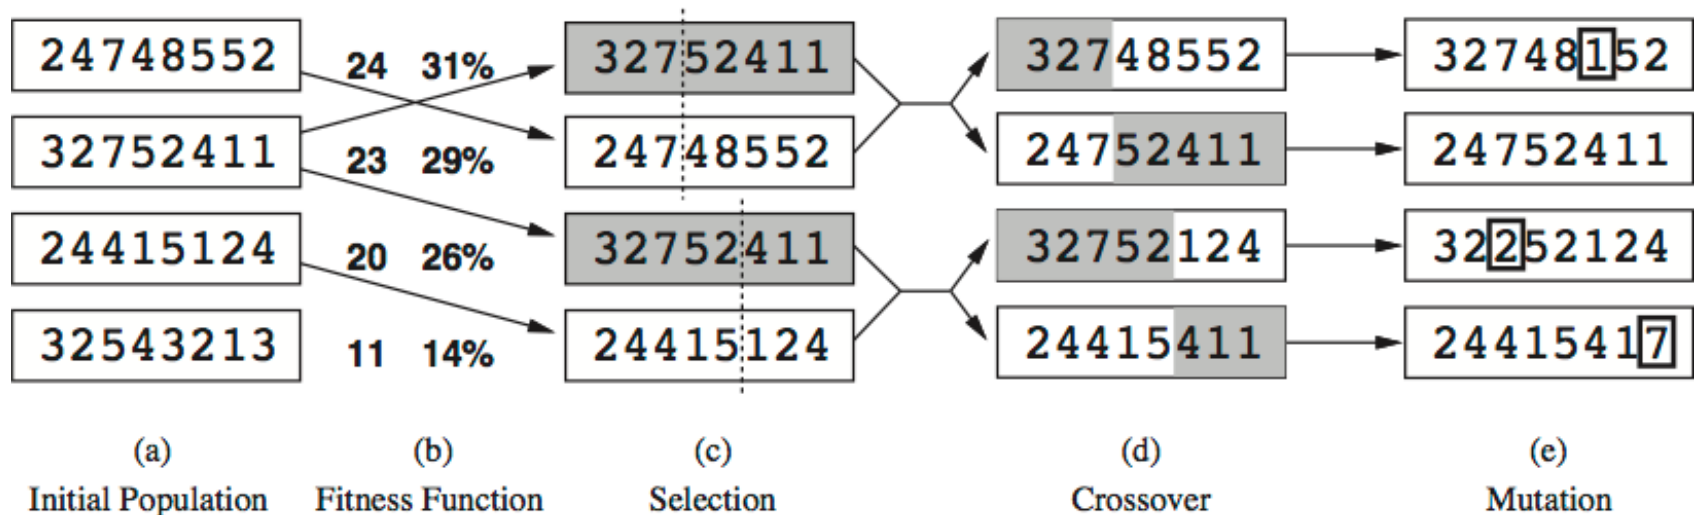 24748552 24 31% 32752411 32748552 32748152
32752411 23 29% 24748552 24752411 24752411
24415124 20 26% 32752411 32752124 32252124
32543213 11 14% 24415124 24415411 24415417
(a) (b) (c) (d) (e)
Initial Population Fitness Function Selection Crossover Mutation